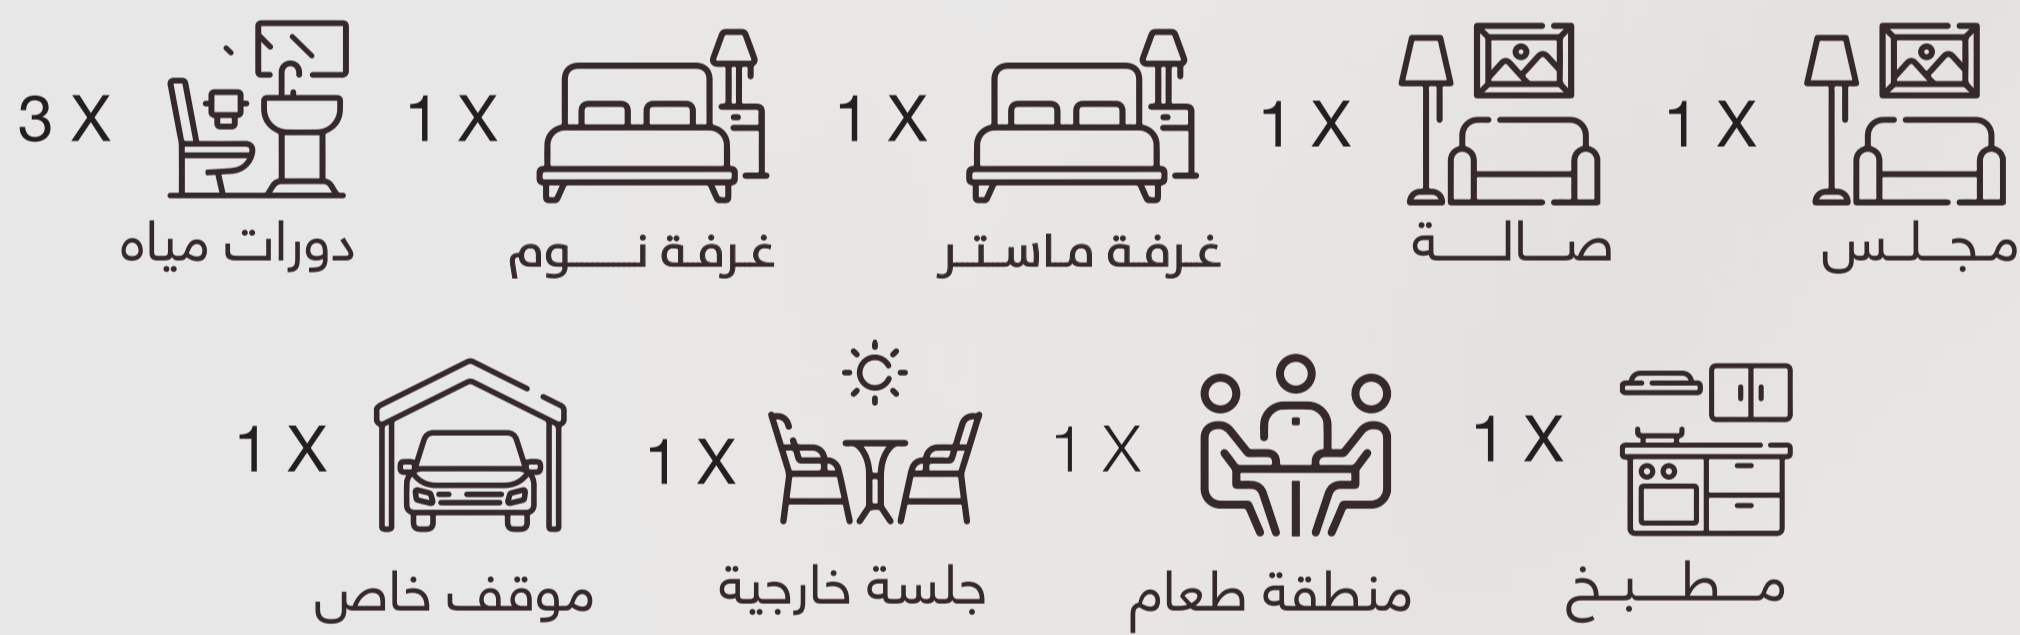 1 X مجلس
1 X صالة
1 X غرفة ماستر
1 X غرفة نوم
3 X دورات مياه
1 X مطبخ
1 X منطقة طعام
1 X جلسة خارجية
1 X موقف خاص